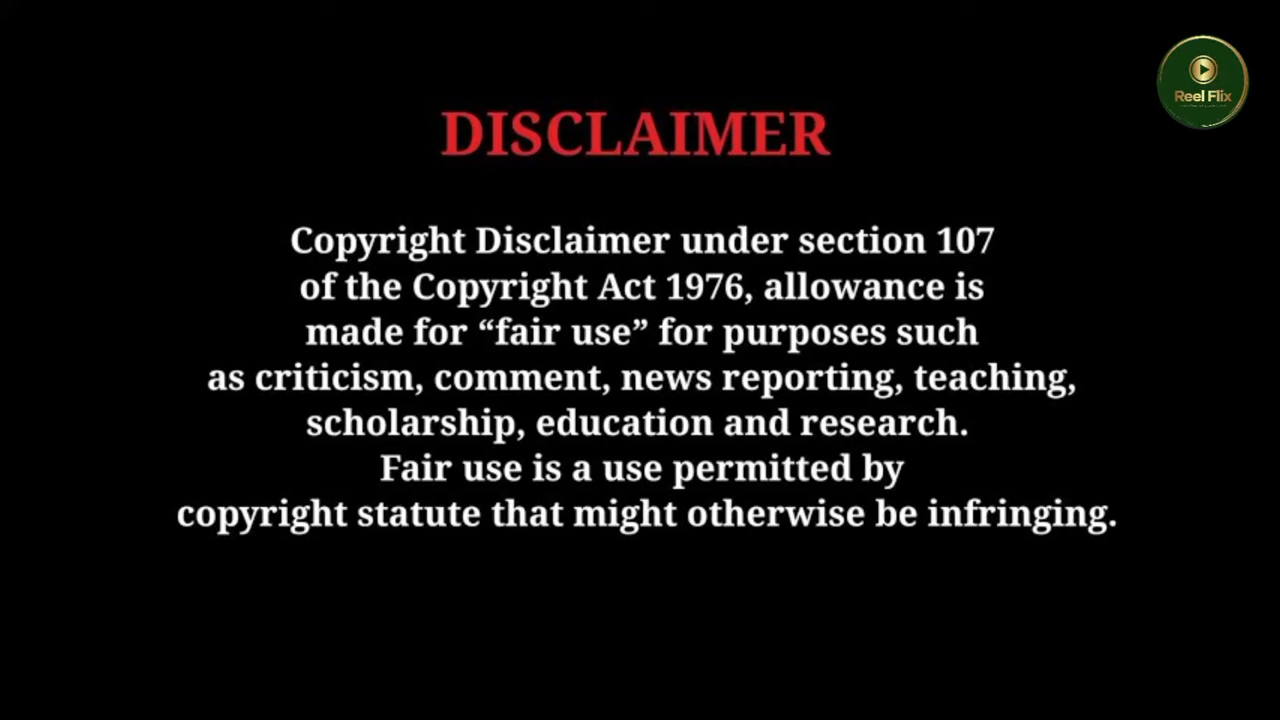 Reel Flix
DISCLAIMER
Copyright Disclaimer under section 107
of the Copyright Act 1976, allowance is
made for “fair use” for purposes such
as criticism, comment, news reporting, teaching,
scholarship, education and research.
Fair use is a use permitted by
copyright statute that might otherwise be infringing.